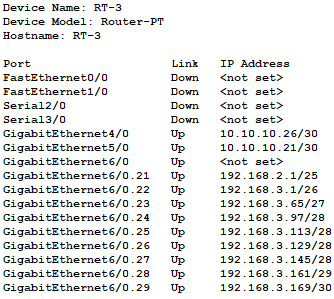 Device Name: RT-3
Device Model: Router-PT
Hostname: RT-3
Port Link IP Address
FastEthernet0/0 Down <not set>
FastEthernet1/0 Down <not set>
Serial2/0 Down <not set>
Serial3/0 Down <not set>
GigabitEthernet4/0 Up 10.10.10.26/30
GigabitEthernet5/0 Up 10.10.10.21/30
GigabitEthernet6/0 Up <not set>
GigabitEthernet6/0.21 Up 192.168.2.1/25
GigabitEthernet6/0.22 Up 192.168.3.1/26
GigabitEthernet6/0.23 Up 192.168.3.65/27
GigabitEthernet6/0.24 Up 192.168.3.97/28
GigabitEthernet6/0.25 Up 192.168.3.113/28
GigabitEthernet6/0.26 Up 192.168.3.129/28
GigabitEthernet6/0.27 Up 192.168.3.145/28
GigabitEthernet6/0.28 Up 192.168.3.161/29
GigabitEthernet6/0.29 Up 192.168.3.169/30